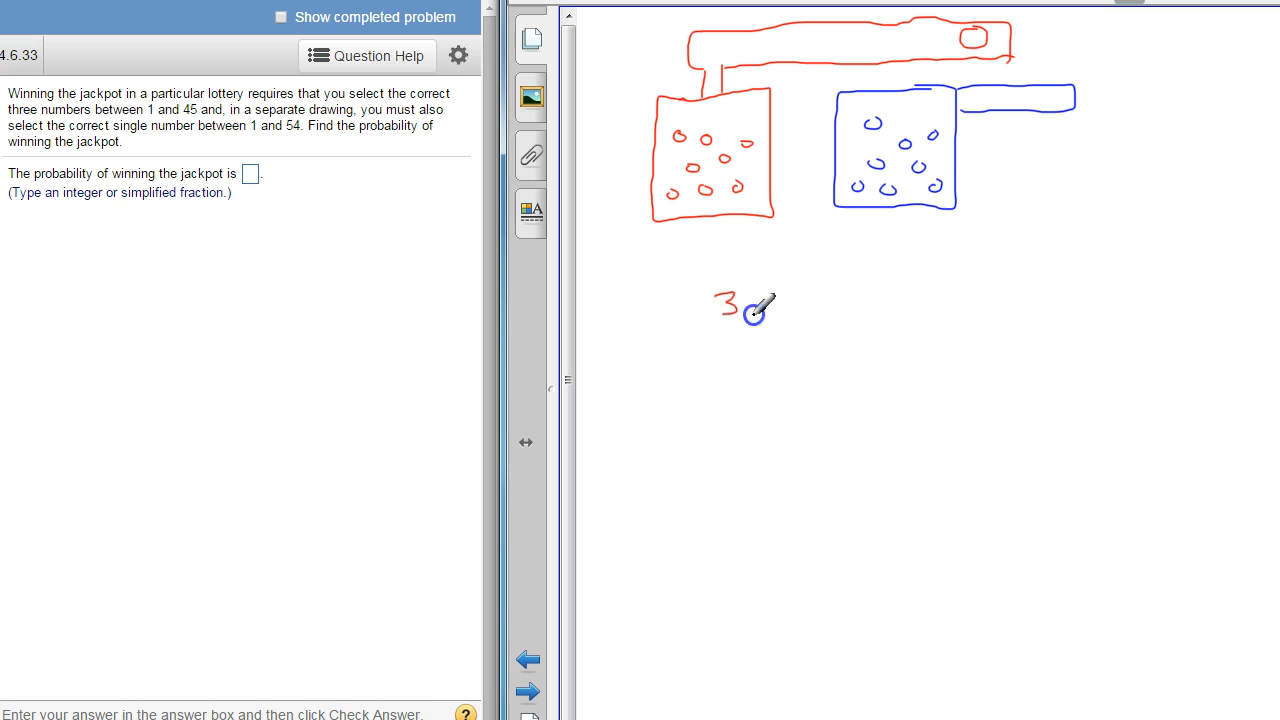 Show completed problem
4.6.33
Question Help
Winning the jackpot in a particular lottery requires that you select the correct
three numbers between 1 and 45 and, in a separate drawing, you must also
select the correct single number between 1 and 54. Find the probability of
winning the jackpot.
The probability of winning the jackpot is .
(Type an integer or simplified fraction.)
3
A
Enter your answer in the answer box and then click Check Answer.
?